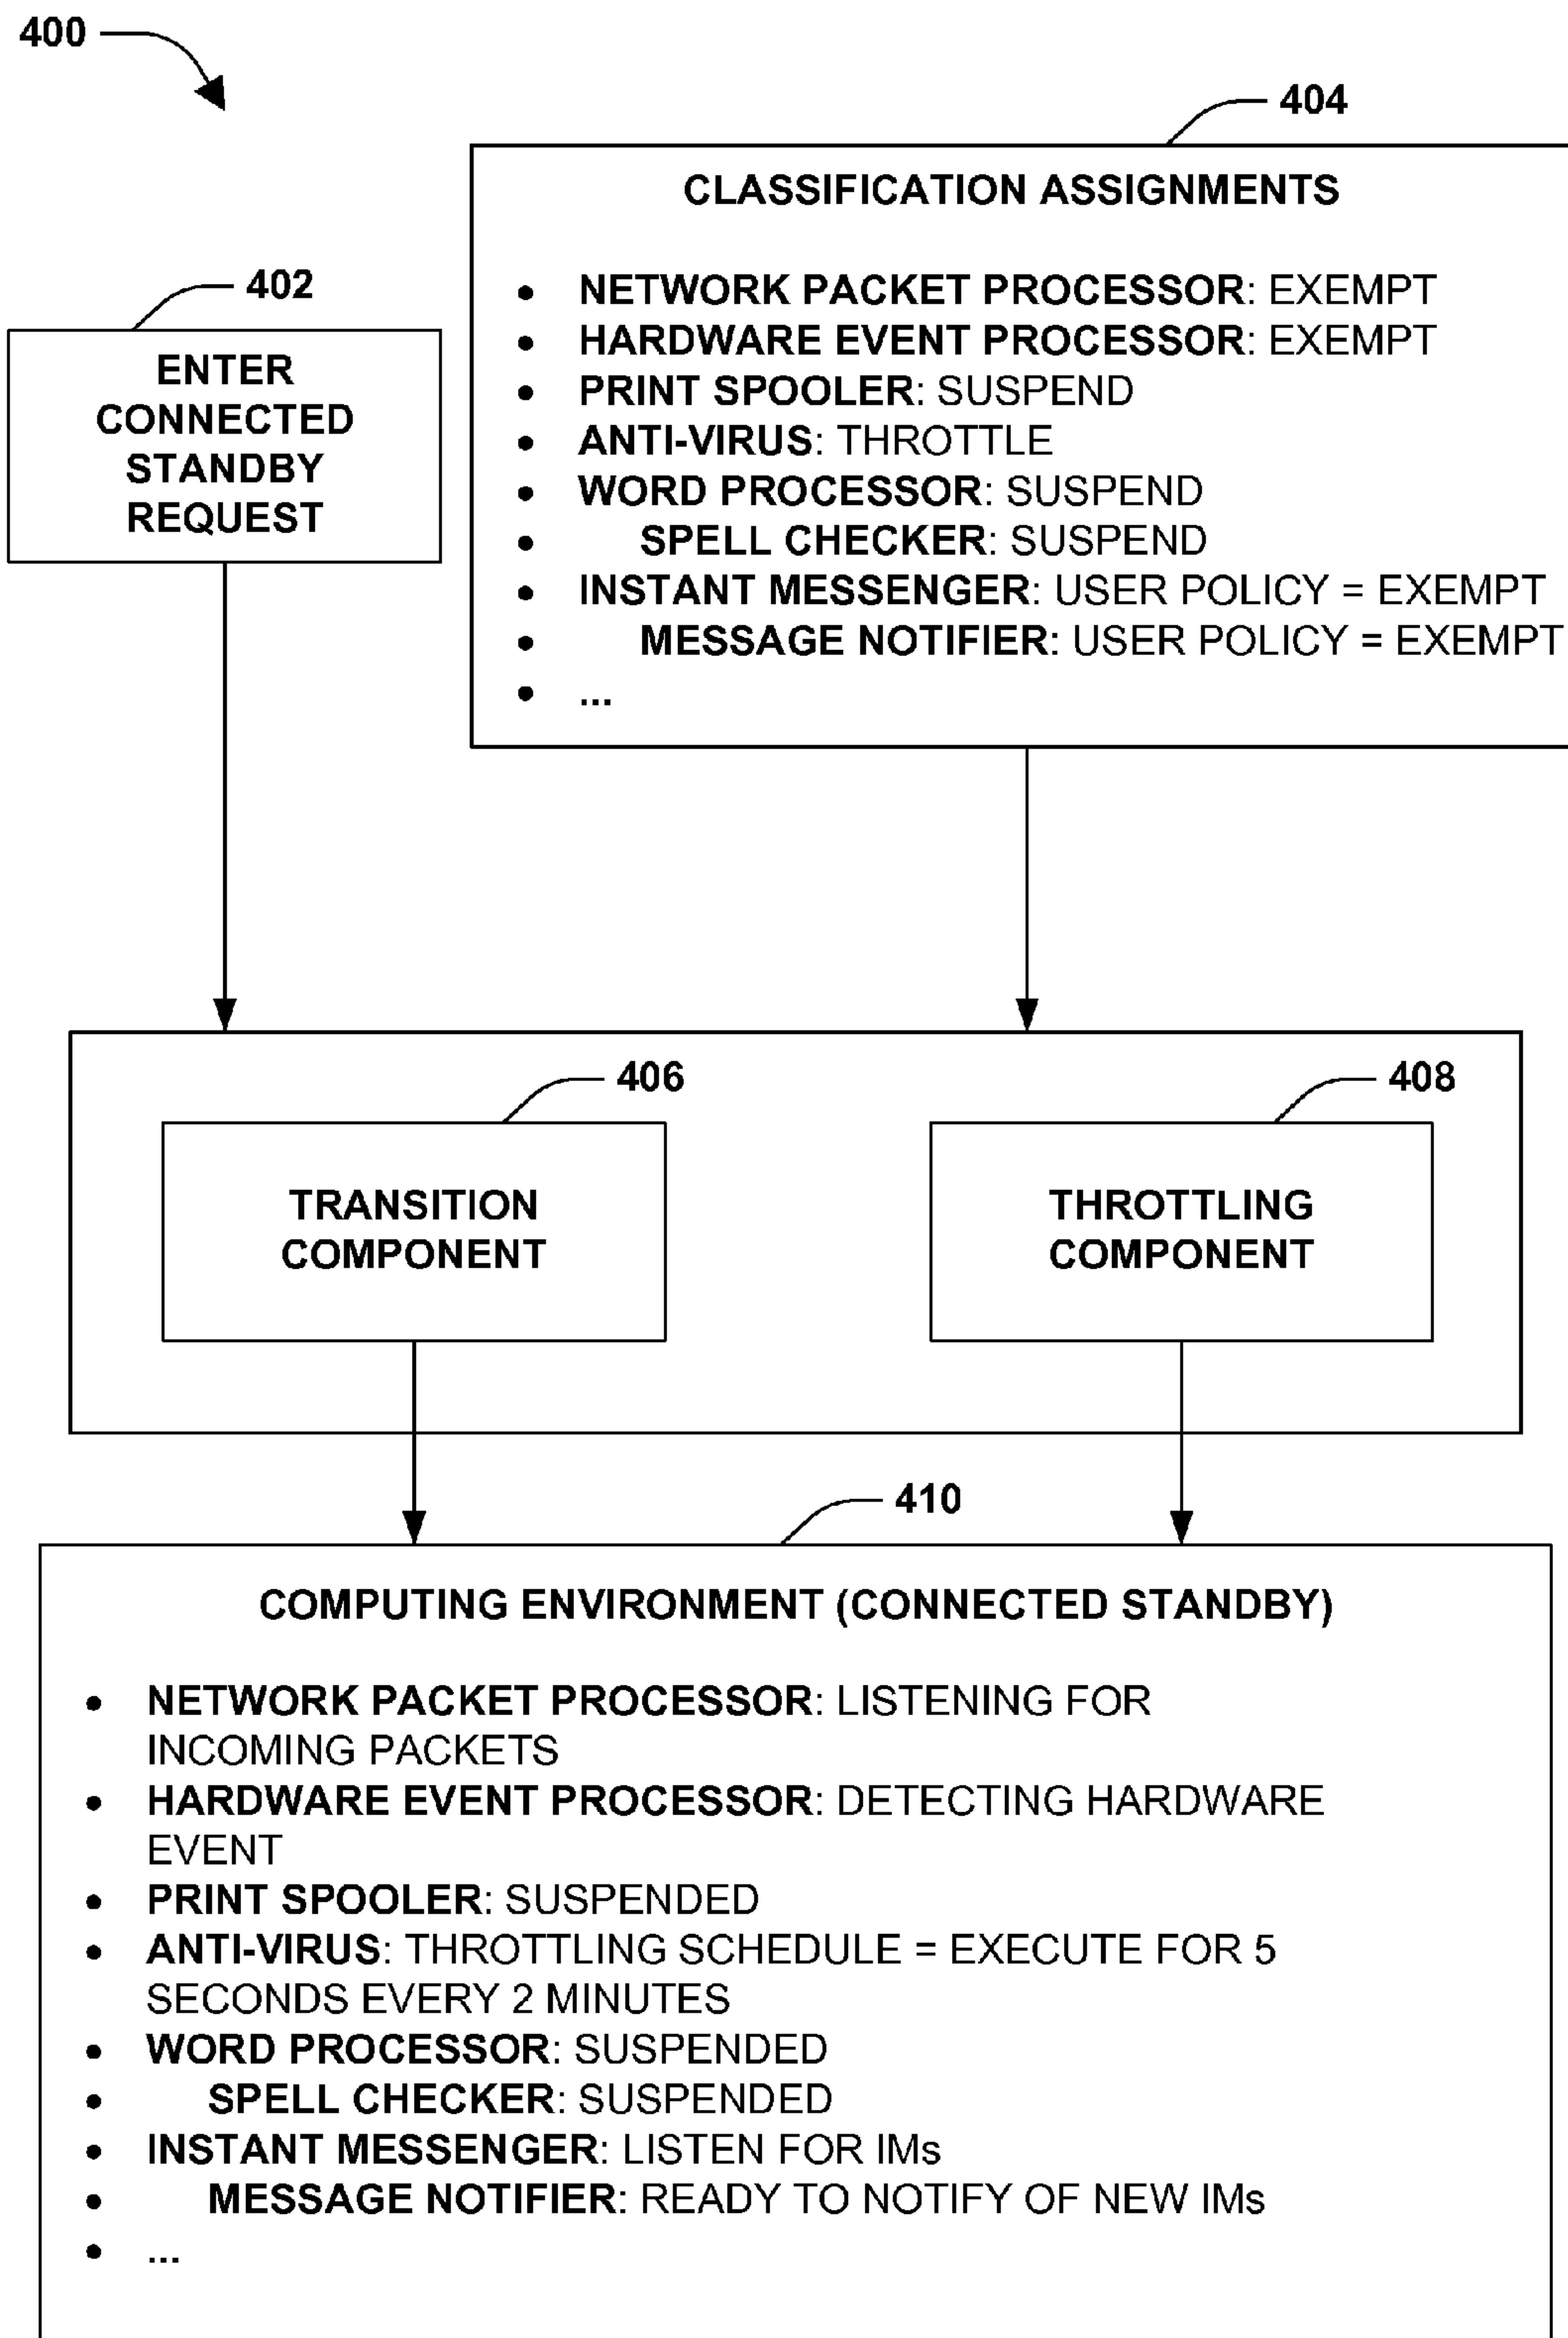 400
404
CLASSIFICATION ASSIGNMENTS
• NETWORK PACKET PROCESSOR: EXEMPT
• HARDWARE EVENT PROCESSOR: EXEMPT
• PRINT SPOOLER: SUSPEND
• ANTI-VIRUS: THROTTLE
• WORD PROCESSOR: SUSPEND
• SPELL CHECKER: SUSPEND
• INSTANT MESSENGER: USER POLICY = EXEMPT
• MESSAGE NOTIFIER: USER POLICY = EXEMPT
• ...
402
ENTER
CONNECTED
STANDBY
REQUEST
406
TRANSITION
COMPONENT
408
THROTTLING
COMPONENT
410
COMPUTING ENVIRONMENT (CONNECTED STANDBY)
• NETWORK PACKET PROCESSOR: LISTENING FOR
INCOMING PACKETS
• HARDWARE EVENT PROCESSOR: DETECTING HARDWARE
EVENT
• PRINT SPOOLER: SUSPENDED
• ANTI-VIRUS: THROTTLING SCHEDULE = EXECUTE FOR 5
SECONDS EVERY 2 MINUTES
• WORD PROCESSOR: SUSPENDED
• SPELL CHECKER: SUSPENDED
• INSTANT MESSENGER: LISTEN FOR IMs
• MESSAGE NOTIFIER: READY TO NOTIFY OF NEW IMs
• ...